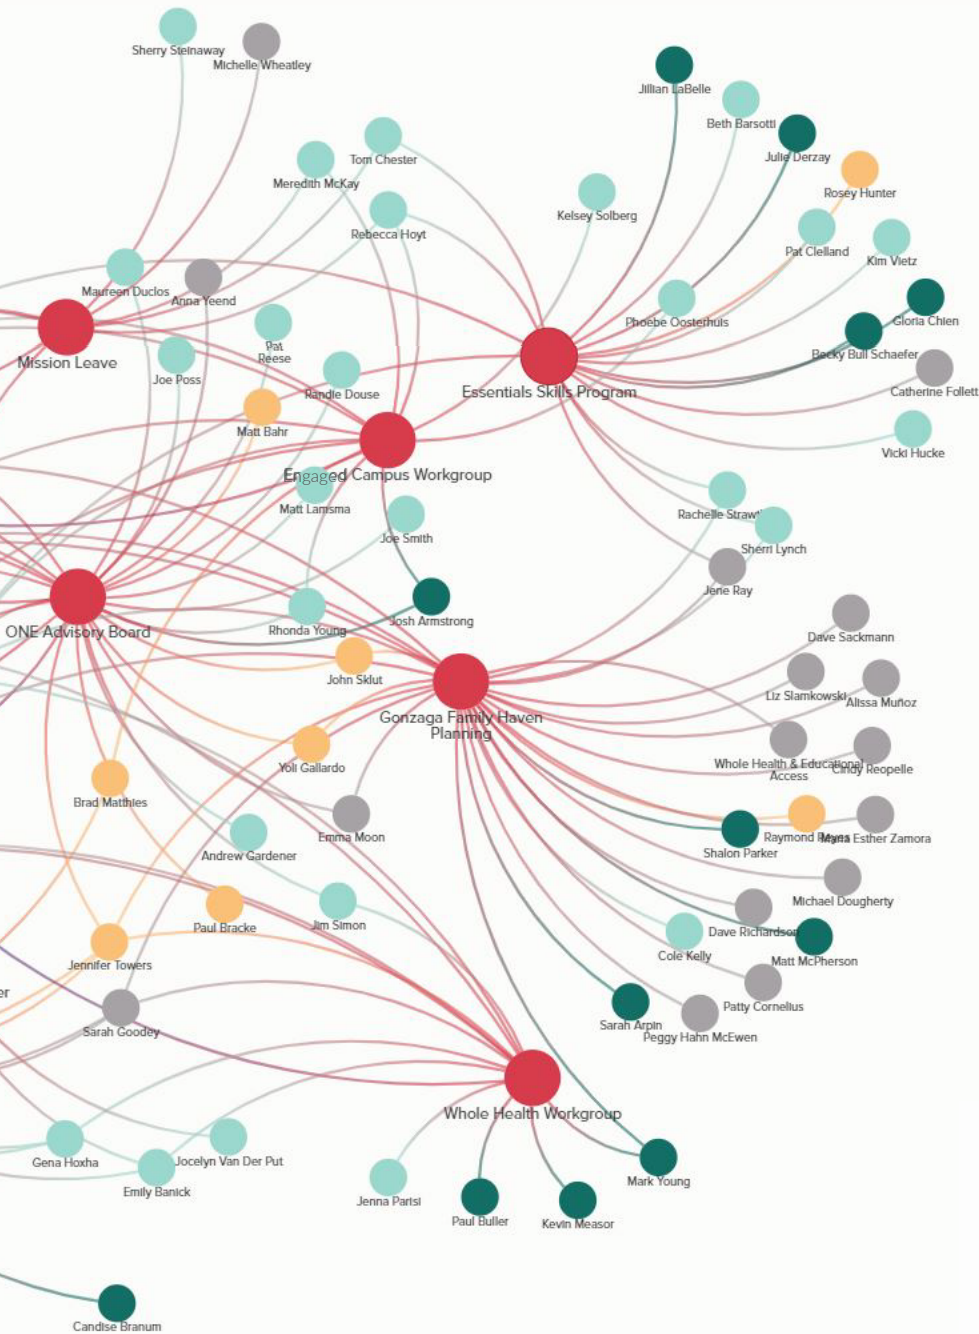 Sherry Steinaway
Michelle Wheatley
Jillian LaBelle
Beth Barsotti
Tom Chester
Julie Derzay
Meredith McKay
Rosey Hunter
Kelsey Solberg
Rebecca Hoyt
Pat Clelland
Kim Vietz
Maureen Duclos
Anna Yeend
Phoebe Oosterhuis
Gloria Chien
Pat
Reese
Becky Bull Schaefer
Mission Leave
Joe Poss
Randie Douse
Essentials Skills Program
Catherine Follett
Matt Bahr
Vicki Hucke
Engaged Campus Workgroup
Matt Lamsma
Rachelle
Joe Smith
Sherri Lynch
Jerie Ray
Josh Armstrong
ONE Advisory Board
Rhonda Young
Dave Sackmann
John Sklut
Liz Slamkowski
Alissa Muñoz
Gonzaga Family Haven
Planning
Yoli Gallardo
Whole Health & Educational
Access
Cindy Reopelle
Brad Matthies
Emma Moon
Raymond Reyes
Maria Esther Zamora
Andrew Gardener
Shalon Parker
Michael Dougherty
Paul Bracke
Jim Simon
Dave Richardson
Cole Kelly
Matt McPherson
Jennifer Towers
er
Patty Cornelius
Sarah Goodey
Sarah Arpin
Peggy Hahn McEwen
Whole Health Workgroup
Gena Hoxha
Jocelyn Van Der Put
Emily Banick
Mark Young
Jenna Parisi
Paul Buller
Kevin Measor
Candise Branum